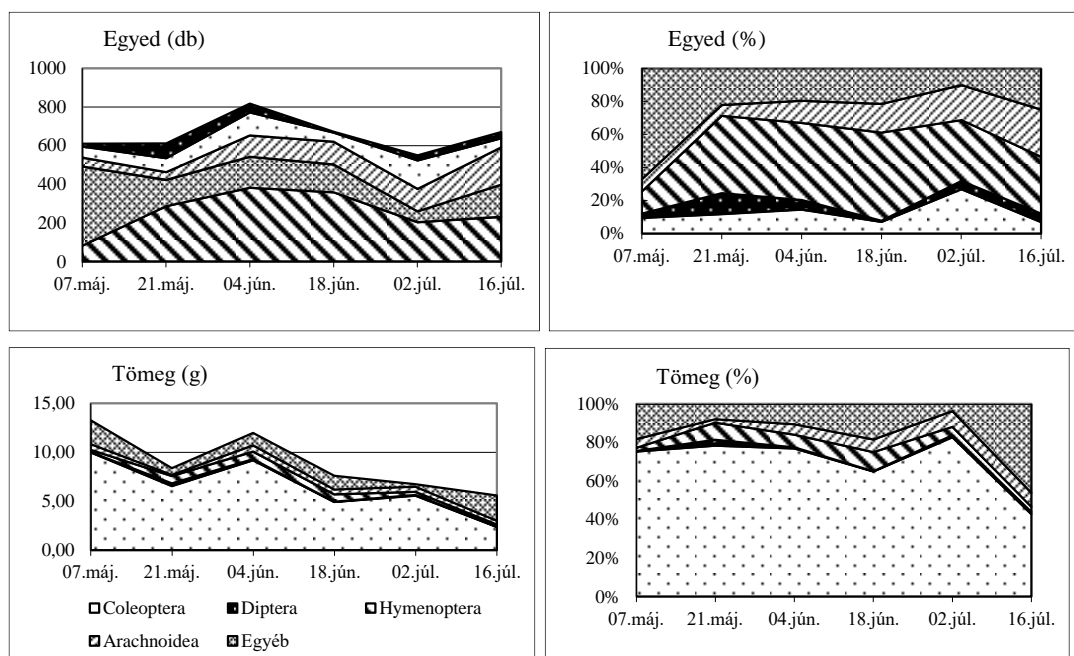 Egyed (db)
1000
800
600
400
200
0
07.máj. 21.máj. 04.jún. 18.jún. 02.júl. 16.júl.
Egyed (%)
100%
80%
60%
40%
20%
0%
07.máj. 21.máj. 04.jún. 18.jún. 02.júl. 16.júl.
Tömeg (g)
15,00
10,00
5,00
0,00
07.máj. 21.máj. 04.jún. 18.jún. 02.júl. 16.júl.
Coleoptera Diptera Hymenoptera
Arachnoidea Egyéb
Tömeg (%)
100%
80%
60%
40%
20%
0%
07.máj. 21.máj. 04.jún. 18.jún. 02.júl. 16.júl.